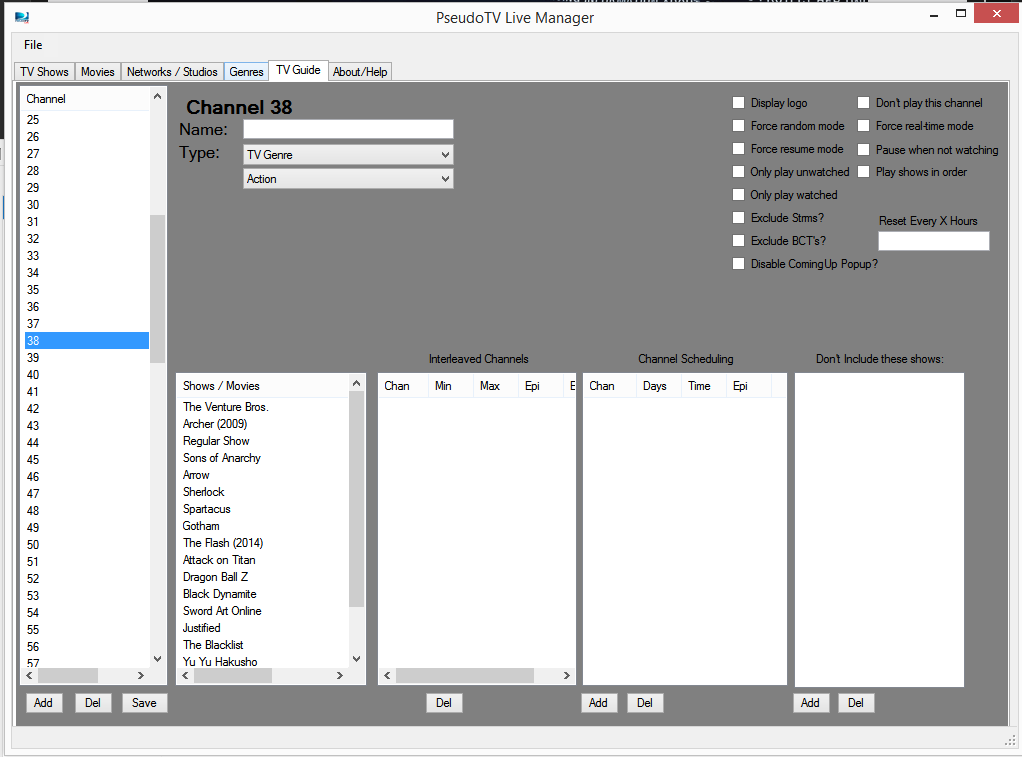 PseudoTV Live Manager
File
TV Shows Movies Networks / Studios Genres TV Guide About/Help
Channel
25
26
27
28
29
30
31
32
33
34
35
36
37
38
39
40
41
42
43
44
45
46
47
48
49
50
51
52
53
54
55
56
57
Add Del Save
Channel 38
Name:
Type: TV Genre
Action
Display logo
Force random mode
Force resume mode
Only play unwatched
Only play watched
Exclude Strms?
Exclude BCT's?
Disable ComingUp Popup?
Don't play this channel
Force real-time mode
Pause when not watching
Play shows in order
Reset Every X Hours
Shows / Movies
The Venture Bros.
Archer (2009)
Regular Show
Sons of Anarchy
Arrow
Sherlock
Spartacus
Gotham
The Flash (2014)
Attack on Titan
Dragon Ball Z
Black Dynamite
Sword Art Online
Justified
The Blacklist
Yu Yu Hakusho
Interleaved Channels
Chan Min Max Epi E
Del
Channel Scheduling
Chan Days Time Epi
Add Del
Don't Include these shows:
Add Del